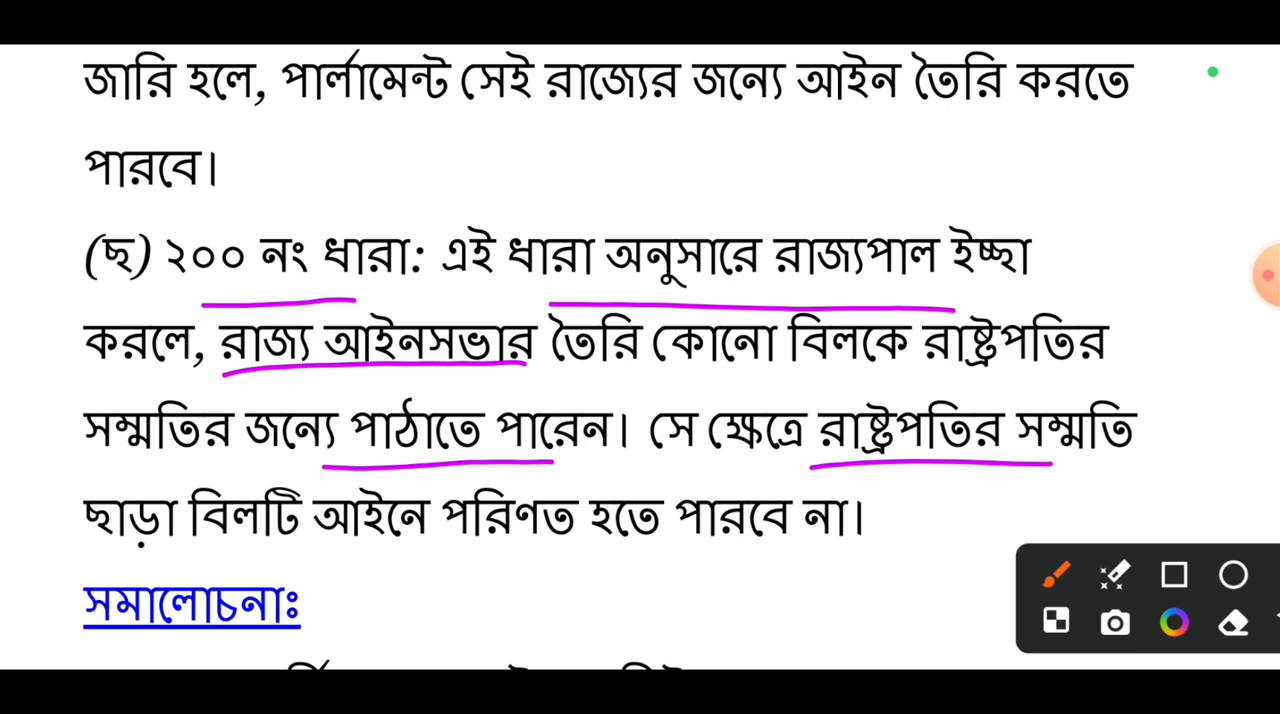 জারি হলে, পার্লামেন্ট সেই রাজ্যের জন্যে আইন তৈরি করতে
পারবে।
(ছ) ২০০ নং ধারা: এই ধারা অনুসারে রাজ্যপাল ইচ্ছা
করলে, রাজ্য আইনসভার তৈরি কোনো বিলকে রাষ্ট্রপতির
সম্মতির জন্যে পাঠাতে পারেন। সে ক্ষেত্রে রাষ্ট্রপতির সম্মতি
ছাড়া বিলটি আইনে পরিণত হতে পারবে না।
সমালোচনাঃ